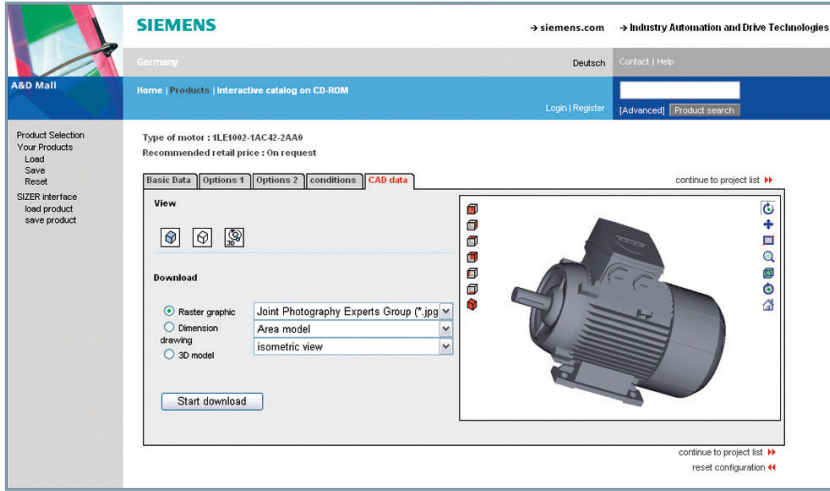 SIEMENS
→ siemens.com → Industry Automation and Drive Technologies
Germany
Deutsch
Contact | Help
A&D Mall
Home | Products | Interactive catalog on CD-ROM
Login | Register
[Advanced] Product search
Product Selection
Your Products
Load
Save
Reset
SIZER interface
load product
save product
Type of motor : 1LE1002-1AC42-2AA0
Recommended retail price : On request
Basic Data Options 1 Options 2 conditions CAD data
continue to project list
View
3D
Download
Raster graphic
Joint Photography Experts Group (*.jpg
Dimension drawing
Area model
3D model
isometric view
Start download
continue to project list
reset configuration